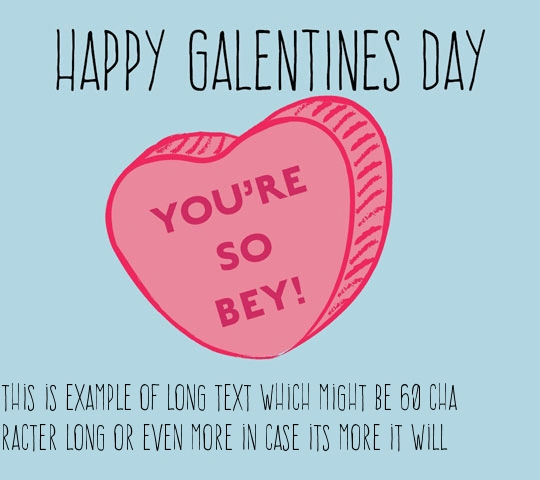 HAPPY GALENTINES DAY
YOU'RE
SO
BEY!
THIS IS EXAMPLE OF LONG TEXT WHICH MIGHT BE 60 CHA
RACTER LONG OR EVEN MORE IN CASE ITS MORE IT WILL